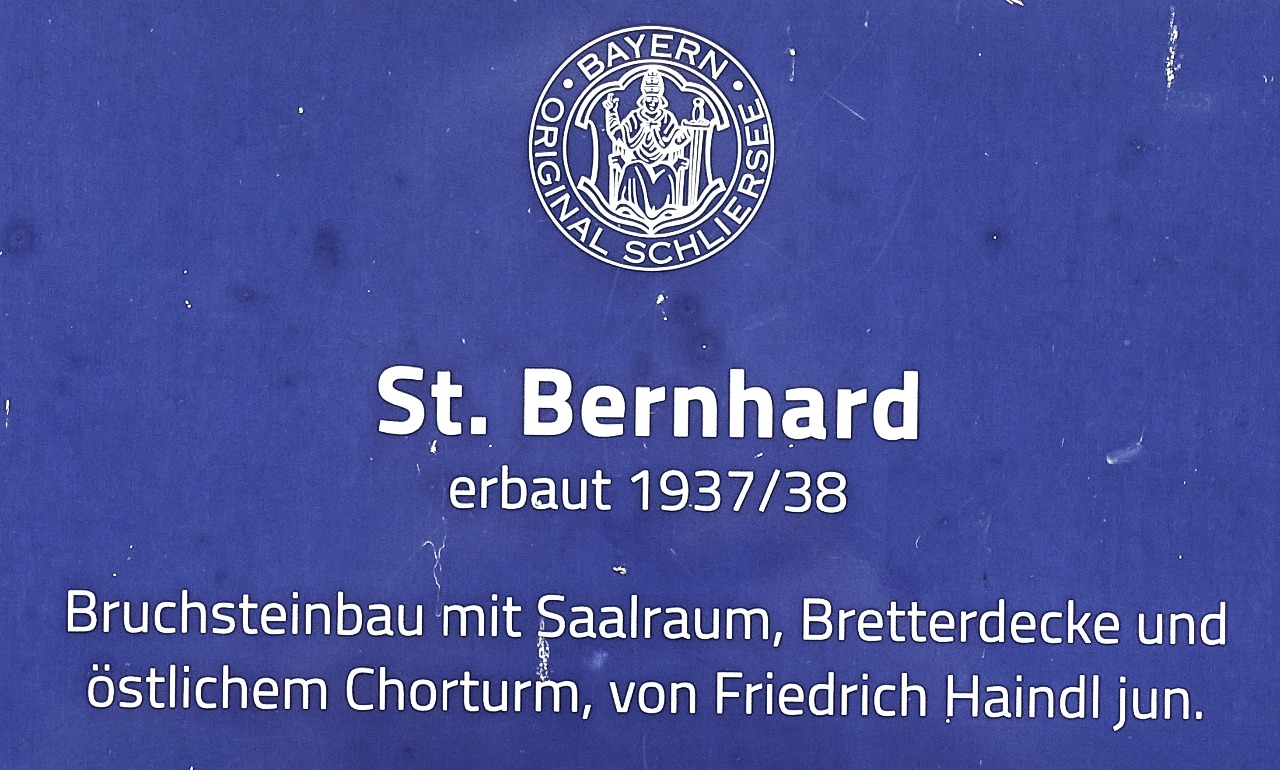 BAYERN
ORIGINAL SCHLIERSEE
St. Bernhard
erbaut 1937/38
Bruchsteinbau mit Saalraum, Bretterdecke und
östlichem Chorturm, von Friedrich Haindl jun.